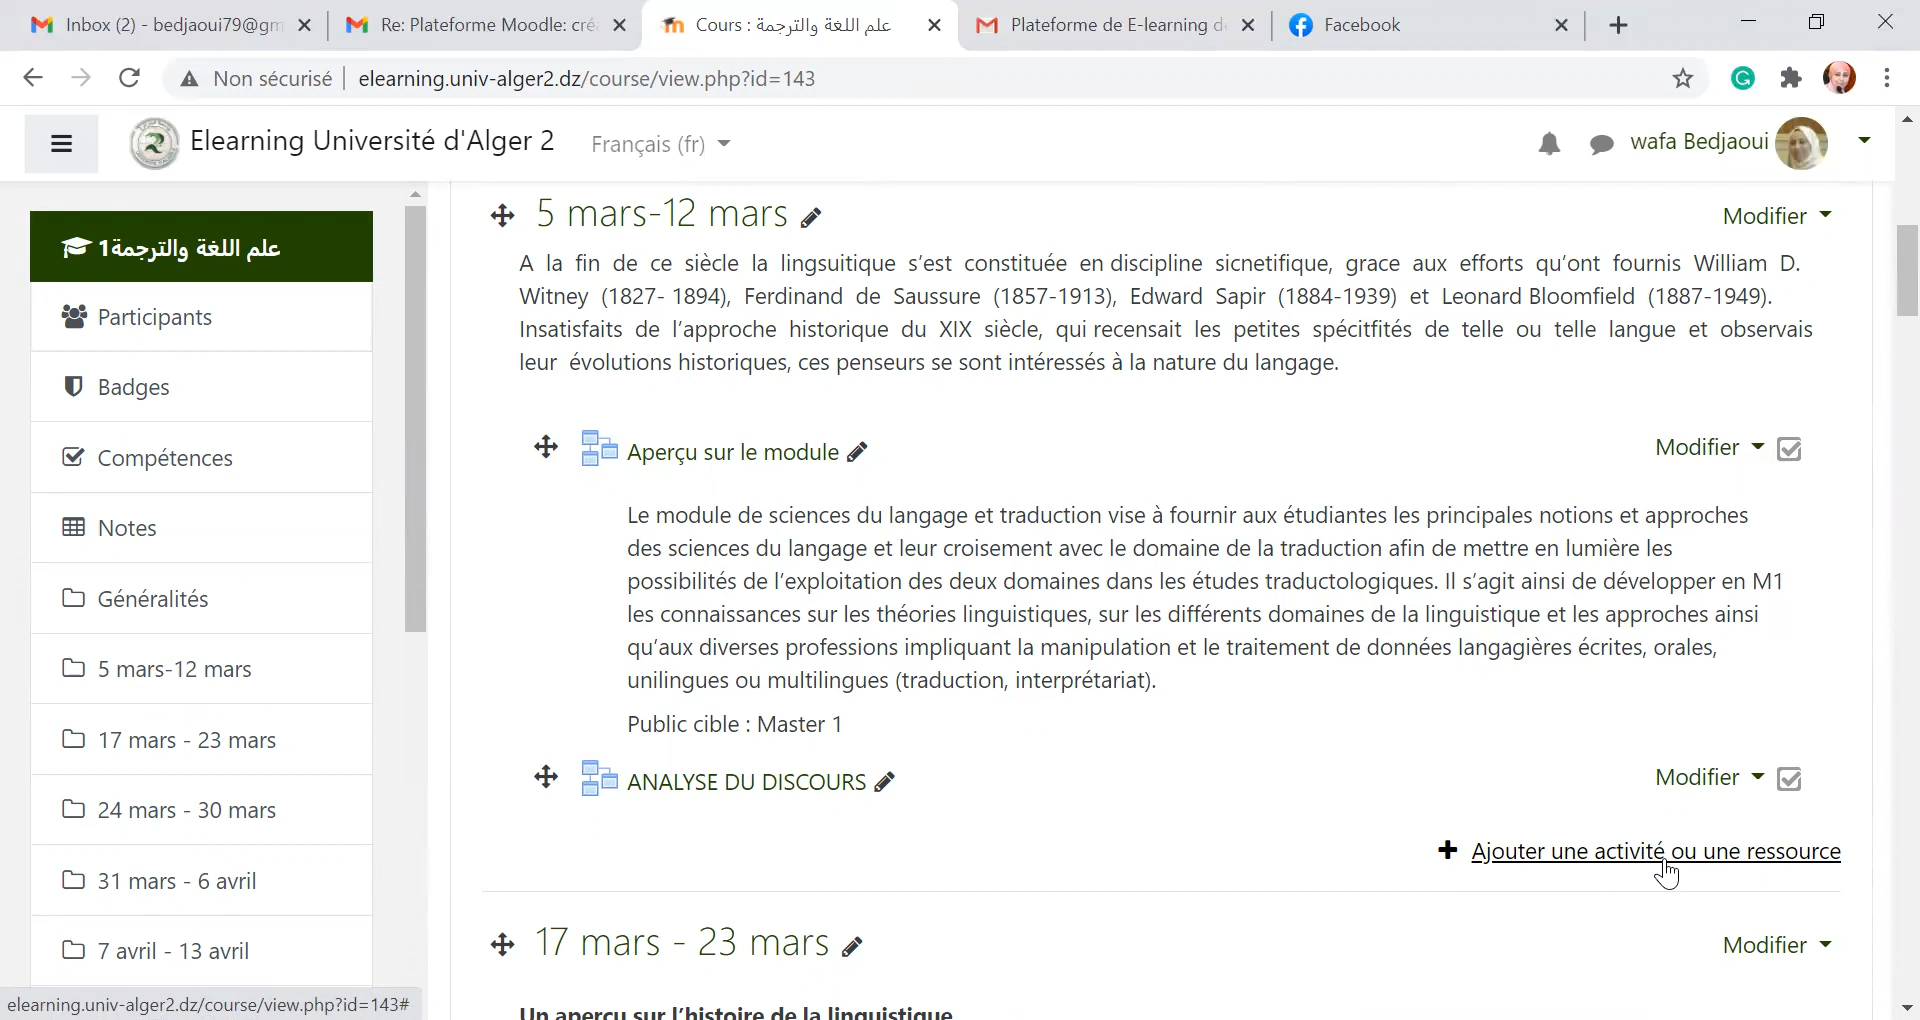 Inbox (2) - bedjaoui79@gm
Re: Plateforme Moodle: cré
Cours : علم اللغة والترجمة
Plateforme de E-learning d
Facebook
Non sécurisé
elearning.univ-alger2.dz/course/view.php?id=143
Elearning Université d'Alger 2
Français (fr)
wafa Bedjaoui
علم اللغة والترجمة1
Participants
Badges
Compétences
Notes
Généralités
5 mars-12 mars
17 mars - 23 mars
24 mars - 30 mars
31 mars - 6 avril
7 avril - 13 avril
elearning.univ-alger2.dz/course/view.php?id=143#
5 mars-12 mars
Modifier
A la fin de ce siècle la lingsuitique s'est constituée en discipline sicnetifique, grace aux efforts qu'ont fournis William D.
Witney (1827- 1894), Ferdinand de Saussure (1857-1913), Edward Sapir (1884-1939) et Leonard Bloomfield (1887-1949).
Insatisfaits de l'approche historique du XIX siècle, qui recensait les petites spécitfités de telle ou telle langue et observais
leur évolutions historiques, ces penseurs se sont intéressés à la nature du langage.
Aperçu sur le module
Modifier
Le module de sciences du langage et traduction vise à fournir aux étudiantes les principales notions et approches
des sciences du langage et leur croisement avec le domaine de la traduction afin de mettre en lumière les
possibilités de l'exploitation des deux domaines dans les études traductologiques. Il s'agit ainsi de développer en M1
les connaissances sur les théories linguistiques, sur les différents domaines de la linguistique et les approches ainsi
qu'aux diverses professions impliquant la manipulation et le traitement de données langagières écrites, orales,
unilingues ou multilingues (traduction, interprétariat).
Public cible : Master 1
ANALYSE DU DISCOURS
Modifier
Ajouter une activité ou une ressource
17 mars - 23 mars
Modifier
Un aperçu sur l'histoire de la linguistique